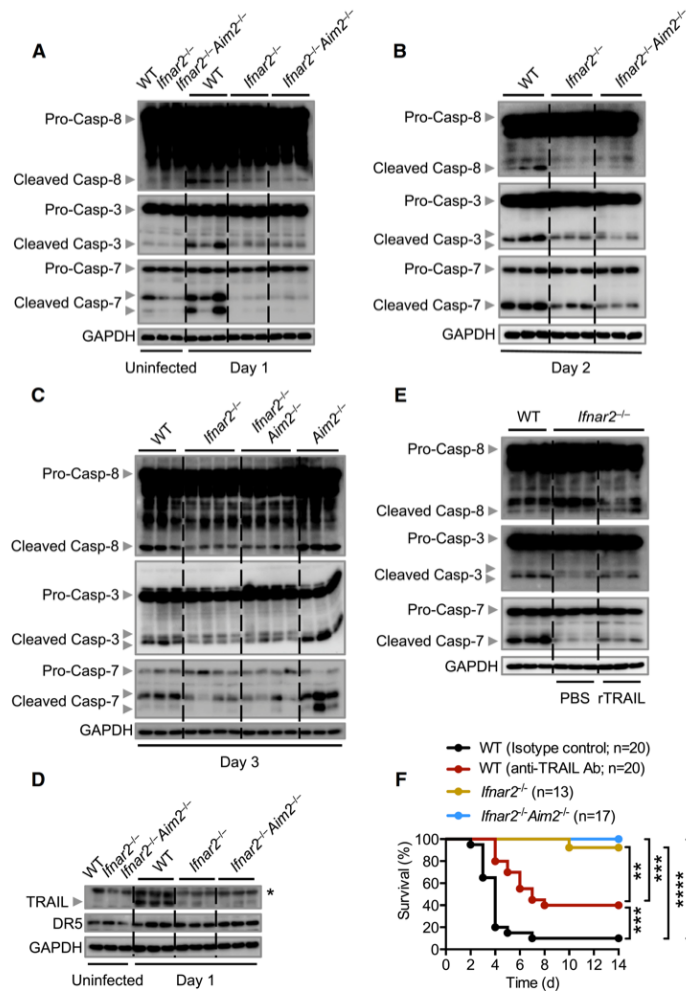 A
WT
Ifnar2–/–
Ifnar2–/–Aim2–/–
WT
Ifnar2–/–
Ifnar2–/–Aim2–/–
Pro-Casp-8
Cleaved Casp-8
Pro-Casp-3
Cleaved Casp-3
Pro-Casp-7
Cleaved Casp-7
GAPDH
Uninfected Day 1
B
WT
Ifnar2–/–
Ifnar2–/–Aim2–/–
Pro-Casp-8
Cleaved Casp-8
Pro-Casp-3
Cleaved Casp-3
Pro-Casp-7
Cleaved Casp-7
GAPDH
Day 2
C
WT
Ifnar2–/–
Ifnar2–/–
Aim2–/–
Aim2–/–
Pro-Casp-8
Cleaved Casp-8
Pro-Casp-3
Cleaved Casp-3
Pro-Casp-7
Cleaved Casp-7
GAPDH
Day 3
E
WT Ifnar2–/–
Pro-Casp-8
Cleaved Casp-8
Pro-Casp-3
Cleaved Casp-3
Pro-Casp-7
Cleaved Casp-7
GAPDH
PBS rTRAIL
D
WT
Ifnar2–/–
Ifnar2–/–Aim2–/–
WT
Ifnar2–/–
Ifnar2–/–Aim2–/–
TRAIL *
DR5
GAPDH
Uninfected Day 1
F
WT (Isotype control; n=20)
WT (anti-TRAIL Ab; n=20)
Ifnar2-/- (n=13)
Ifnar2-/-Aim2-/- (n=17)
Survival (%)
100
80
60
40
20
0
0 2 4 6 8 10 12 14
Time (d)
**
***
***
****